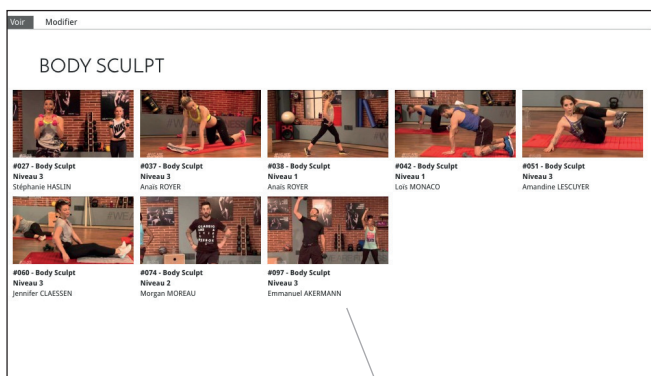 Voir Modifier
BODY SCULPT
#027 - Body Sculpt
Niveau 3
Stéphanie HASLIN
#037 - Body Sculpt
Niveau 3
Anaïs ROYER
#038 - Body Sculpt
Niveau 1
Anaïs ROYER
#042 - Body Sculpt
Niveau 1
Loïs MONACO
#051 - Body Sculpt
Niveau 3
Amandine LESCUYER
#060 - Body Sculpt
Niveau 3
Jennifer CLAESSEN
#074 - Body Sculpt
Niveau 2
Morgan MOREAU
#097 - Body Sculpt
Niveau 3
Emmanuel AKERMANN